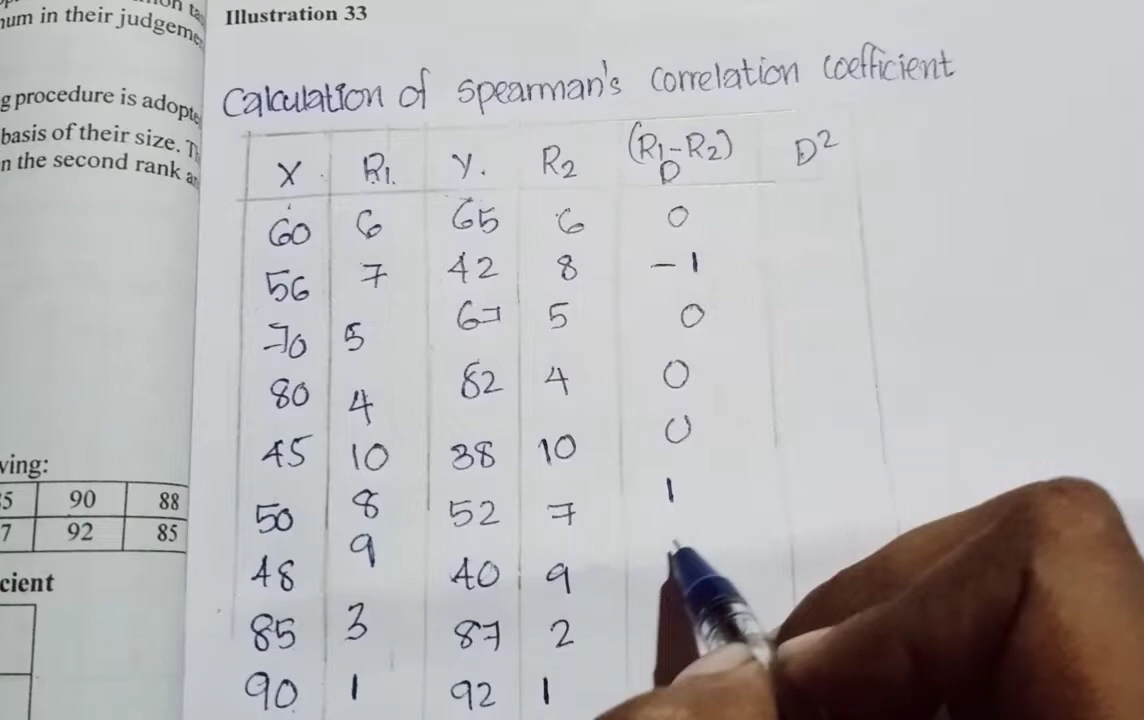 num in their judgeme
g procedure is adopte
basis of their size. T
n the second rank a
ving:
5 90 88
7 92 85
cient
Illustration 33
Calculation of spearman's correlation coefficient
X R1. Y. R2 (R1-R2) D D2
60 6 65 6 0
56 7 42 8 -1
70 5 67 5 0
80 4 82 4 0
45 10 38 10 0
50 8 52 7 1
48 9 40 9
85 3 87 2
90 1 92 1